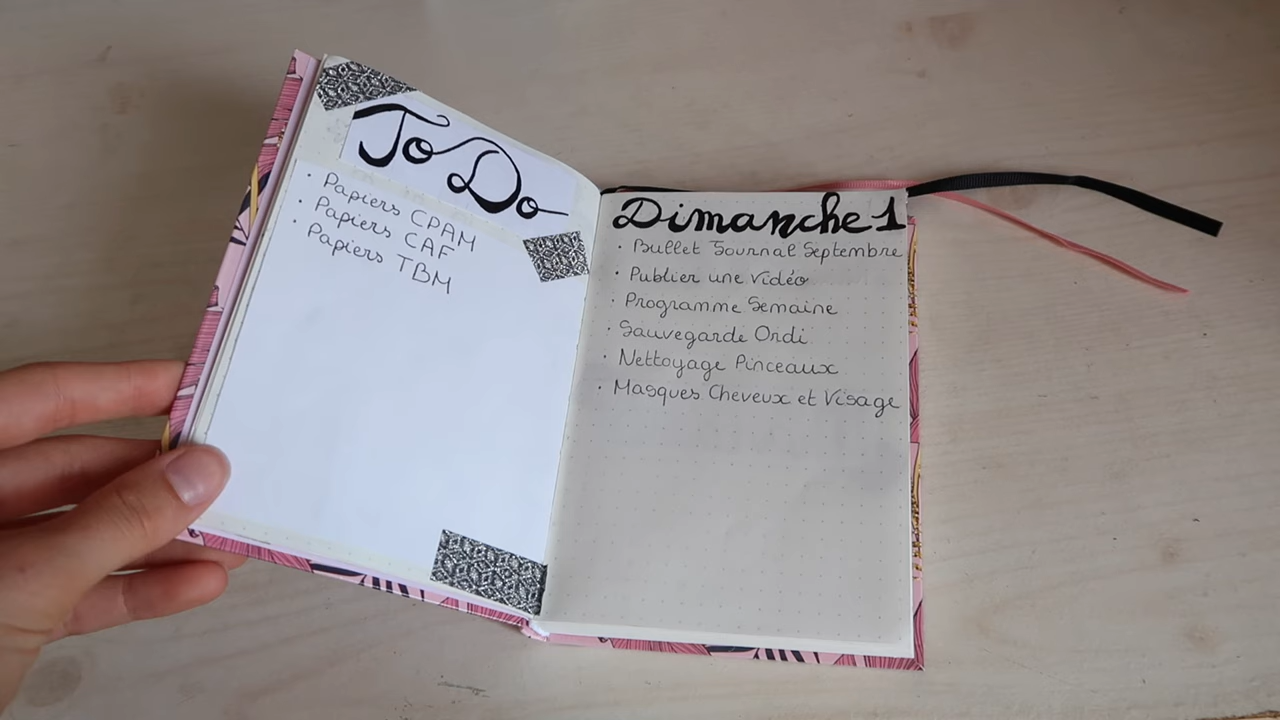 To Do
· Papiers CPAM
· Papiers CAF
· Papiers TBM
Dimanche 1
· Bullet Journal Septembre
· Publier une Vidéo
· Programme Semaine
· Sauvegarde Ordi
· Nettoyage Pinceaux
· Masques Cheveux et Visage